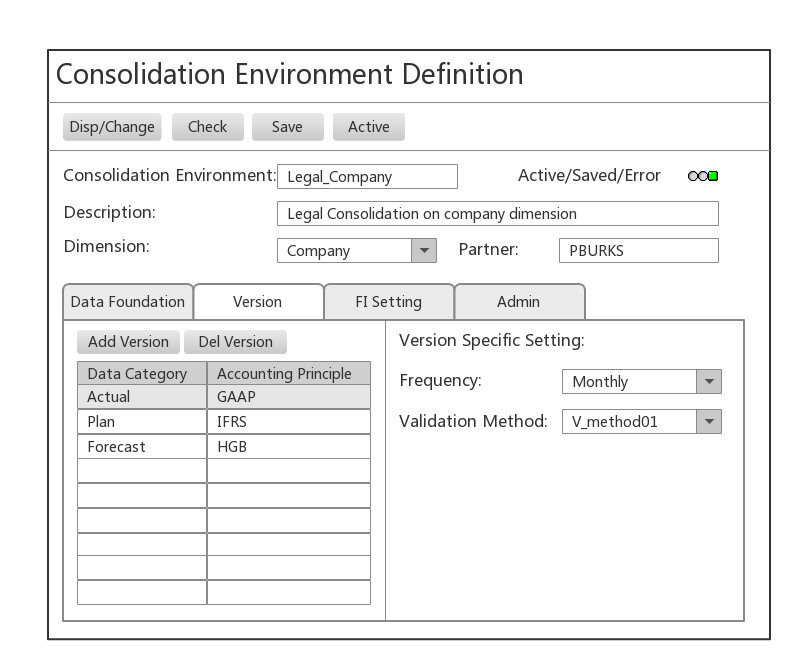 Consolidation Environment Definition
Disp/Change Check Save Active
Consolidation Environment: Legal_Company Active/Saved/Error
Description: Legal Consolidation on company dimension
Dimension: Company Partner: PBURKS
Data Foundation Version FI Setting Admin
Add Version Del Version
Data Category Accounting Principle
Actual GAAP
Plan IFRS
Forecast HGB
Version Specific Setting:
Frequency: Monthly
Validation Method: V_method01